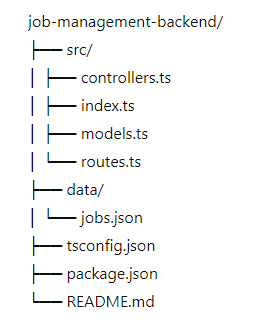 job-management-backend/
├── src/
│ ├── controllers.ts
│ ├── index.ts
│ ├── models.ts
│ └── routes.ts
├── data/
│ └── jobs.json
├── tsconfig.json
├── package.json
└── README.md